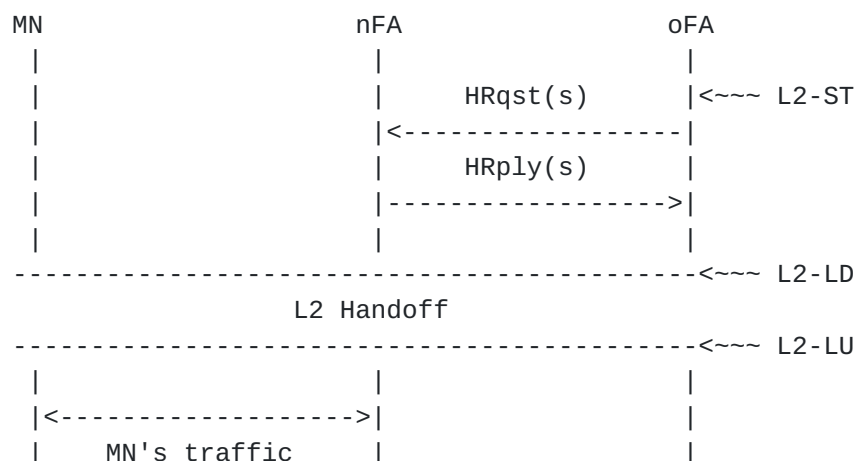 MN nFA oFA
| | |
| | HRqst(s) |<~~~ L2-ST
| |<-------------------|
| | HRply(s) |
| |------------------->|
| | |
--------------------------------------------<~~~ L2-LD
L2 Handoff
--------------------------------------------<~~~ L2-LU
| | |
|<-------------------->| |
| MN's traffic | |